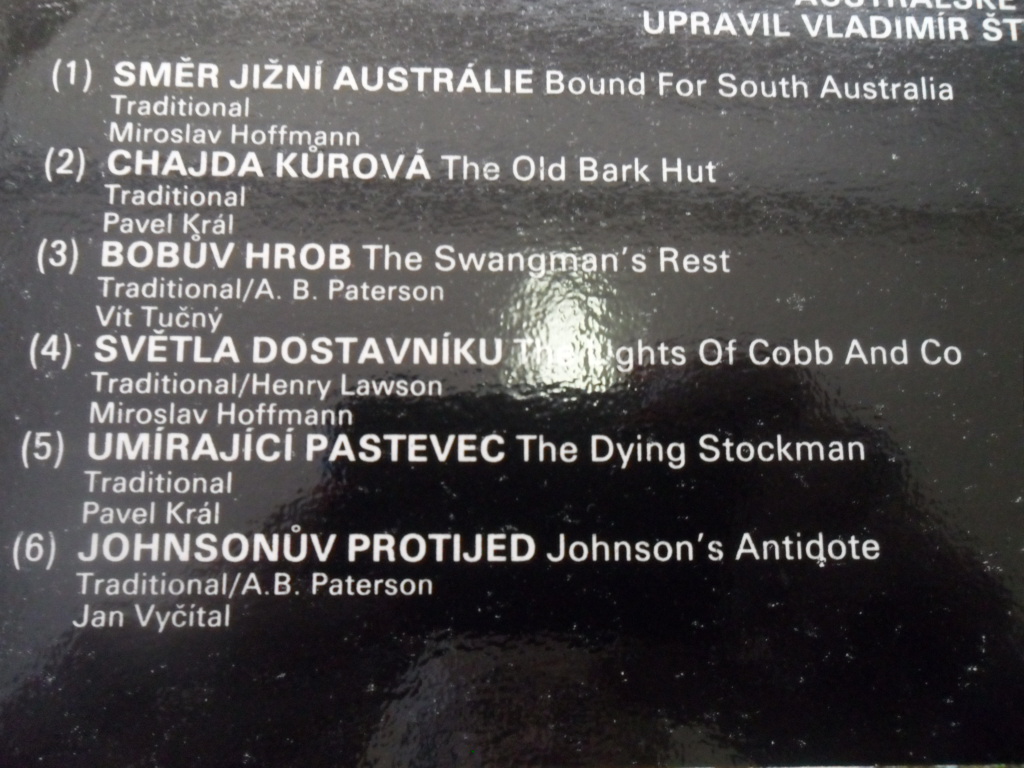 UPRAVIL VLADIMÍR ŠT
(1) SMĚR JIŽNÍ AUSTRÁLIE Bound For South Australia
Traditional
Miroslav Hoffmann
(2) CHAJDA KŮROVÁ The Old Bark Hut
Traditional
Pavel Král
(3) BOBŮV HROB The Swangman's Rest
Traditional/A. B. Paterson
Vít Tučný
(4) SVĚTLA DOSTAVNÍKU The Lights Of Cobb And Co
Traditional/Henry Lawson
Miroslav Hoffmann
(5) UMÍRAJÍCÍ PASTEVEC The Dying Stockman
Traditional
Pavel Král
(6) JOHNSONŮV PROTIJED Johnson's Antidote
Traditional/A.B. Paterson
Jan Vyčítal